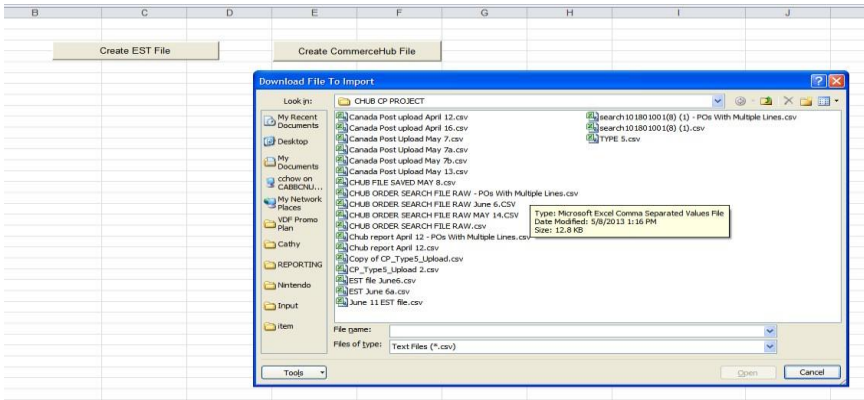 B C D E F G H I J
Create EST File
Create CommerceHub File
Download File To Import
Look in:
CHUB CP PROJECT
My Recent Documents
Desktop
My Documents
cchow on CABBCNU...
My Network Places
VDF Promo Plan
Cathy
REPORTING
Nintendo
Input
item
Canada Post upload April 12.csv
Canada Post upload April 16.csv
Canada Post Upload May 7.csv
Canada Post Upload May 7a.csv
Canada Post upload May 7b.csv
Canada Post Upload May 13.csv
CHUB FILE SAVED MAY 8.csv
CHUB ORDER SEARCH FILE RAW - POs With Multiple Lines.csv
CHUB ORDER SEARCH FILE RAW June 6.CSV
CHUB ORDER SEARCH FILE RAW MAY 14.CSV
CHUB ORDER SEARCH FILE RAW.csv
Chub report April 12 - POs With Multiple Lines.csv
Chub report April 12.csv
Copy of CP_Type5_Upload.csv
CP_Type5_Upload 2.csv
EST file June6.csv
EST June 6a.csv
June 11 EST file.csv
search101801001(8) (1) - POs With Multiple Lines.csv
search101801001(8) (1).csv
TYPE 5.csv
Type: Microsoft Excel Comma Separated Values File
Date Modified: 5/8/2013 1:16 PM
Size: 12.8 KB
File name:
Files of type:
Text Files (*.csv)
Tools
Open
Cancel